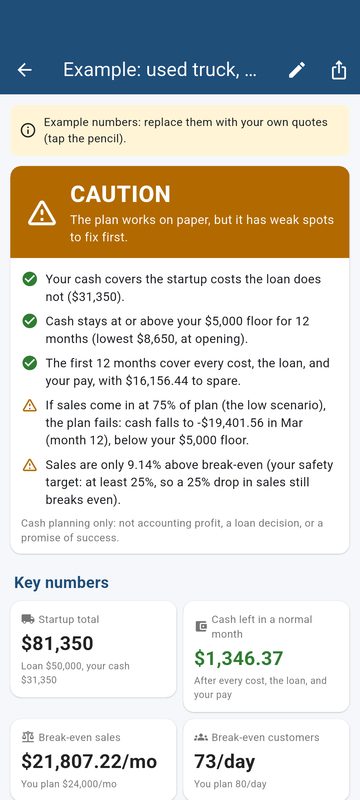 Example: used truck, ...
Example numbers: replace them with your own quotes
(tap the pencil).
CAUTION
The plan works on paper, but it has weak spots
to fix first.
Your cash covers the startup costs the loan does
not ($31,350).
Cash stays at or above your $5,000 floor for 12
months (lowest $8,650, at opening).
The first 12 months cover every cost, the loan, and
your pay, with $16,156.44 to spare.
If sales come in at 75% of plan (the low scenario),
the plan fails: cash falls to -$19,401.56 in Mar
(month 12), below your $5,000 floor.
Sales are only 9.14% above break-even (your safety
target: at least 25%, so a 25% drop in sales still
breaks even).
Cash planning only: not accounting profit, a loan decision, or a
promise of success.
Key numbers
Startup total
$81,350
Loan $50,000, your cash
$31,350
Cash left in a normal
month
$1,346.37
After every cost, the loan, and
your pay
Break-even sales
$21,807.22/mo
You plan $24,000/mo
Break-even customers
73/day
You plan 80/day